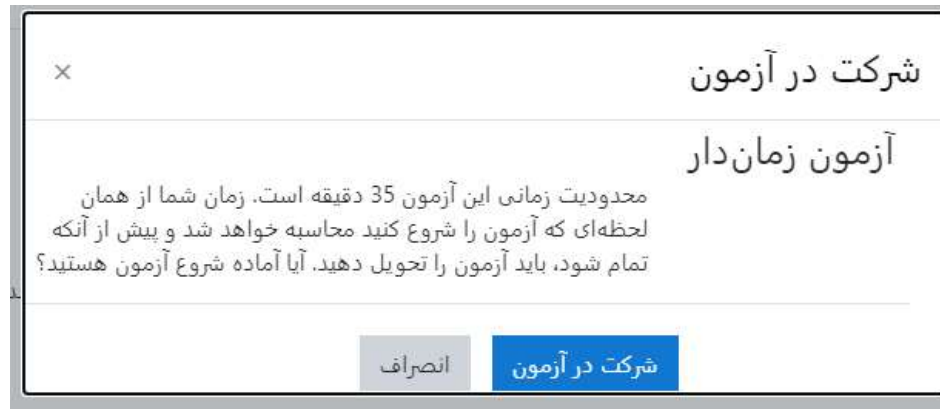 شرکت در آزمون
×
آزمون زمان‌دار
محدودیت زمانی این آزمون 35 دقیقه است. زمان شما از همان
لحظه‌ای که آزمون را شروع کنید محاسبه خواهد شد و پیش از آنکه
تمام شود، باید آزمون را تحویل دهید. آیا آماده شروع آزمون هستید؟
شرکت در آزمون
انصراف